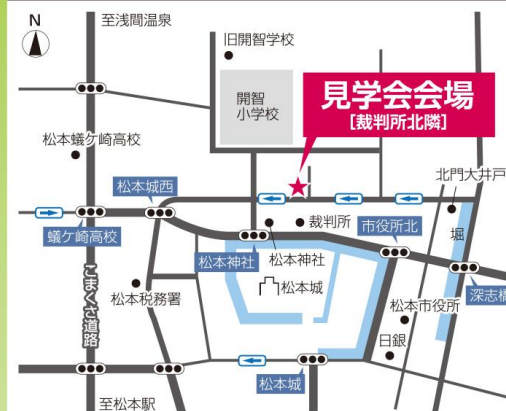 N
至浅間温泉
旧開智学校
開智
小学校
見学会会場
[裁判所北隣]
松本蟻ケ崎高校
松本城西
北門大井戸
蟻ケ崎高校
裁判所
市役所北
堀
松本神社
松本神社
松本城
深志橋
こまくさ道路
松本税務署
松本市役所
日銀
松本城
至松本駅